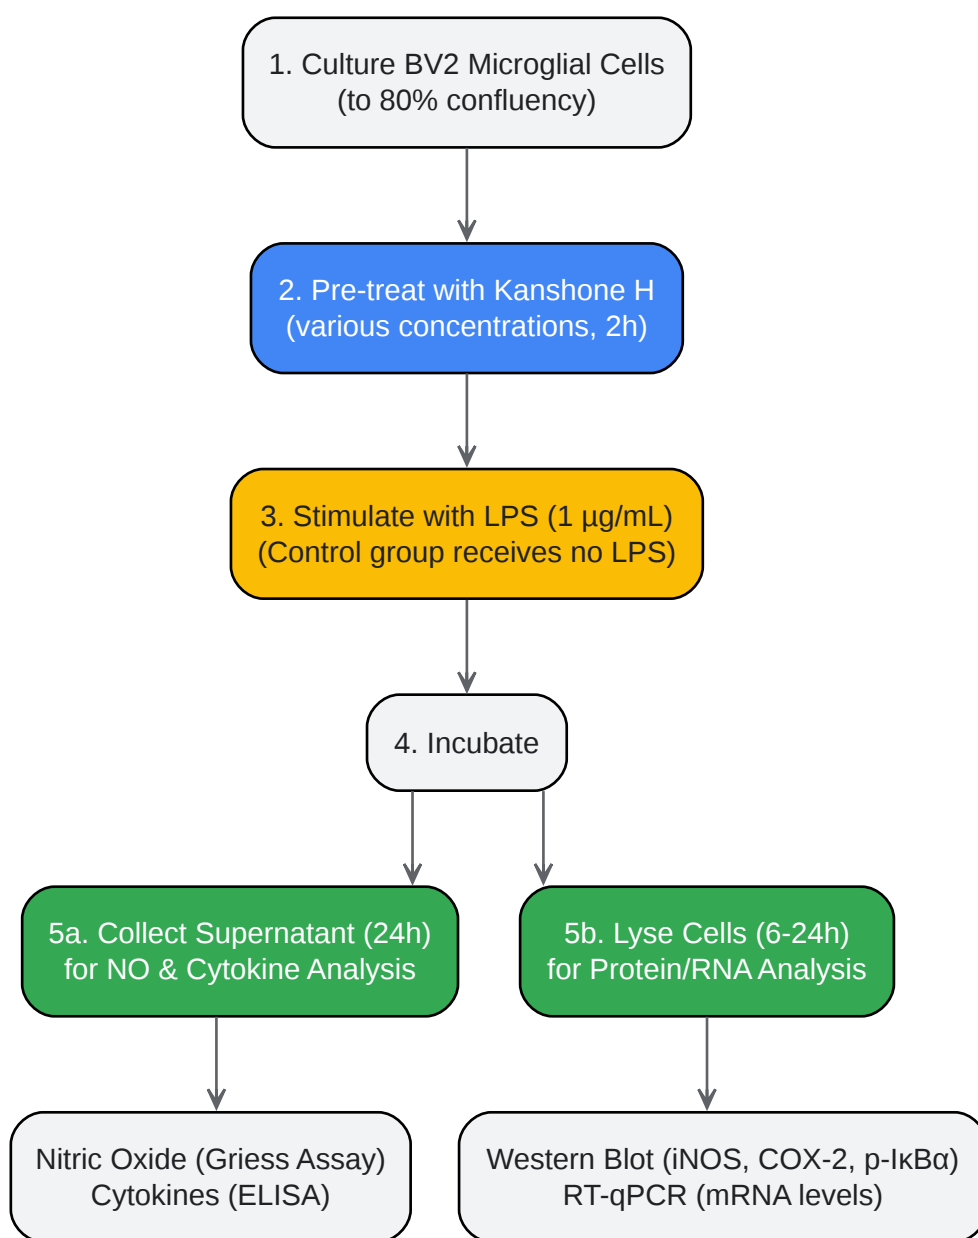 1. Culture BV2 Microglial Cells
(to 80% confluency)
2. Pre-treat with Kanshone H
(various concentrations, 2h)
3. Stimulate with LPS (1 µg/mL)
(Control group receives no LPS)
4. Incubate
5a. Collect Supernatant (24h)
for NO & Cytokine Analysis
5b. Lyse Cells (6-24h)
for Protein/RNA Analysis
Nitric Oxide (Griess Assay)
Cytokines (ELISA)
Western Blot (iNOS, COX-2, p-IκBα)
RT-qPCR (mRNA levels)